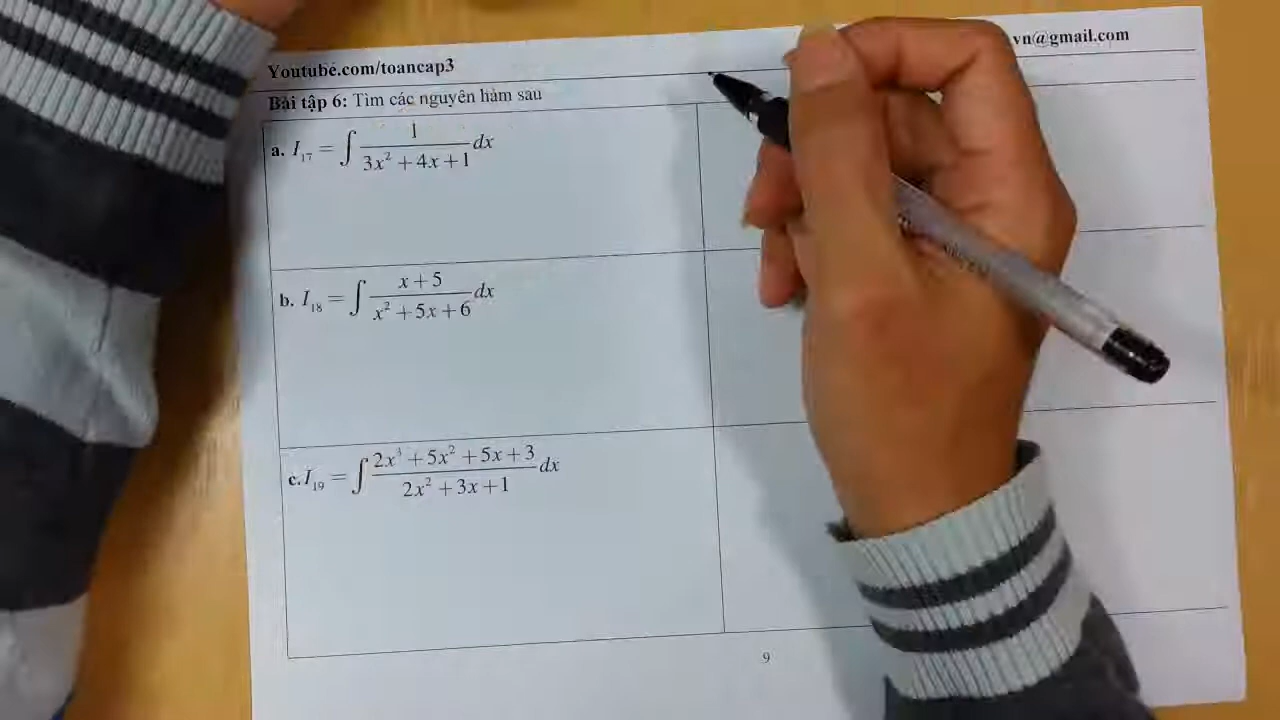 Youtube.com/toancap3
vn@gmail.com
Bài tập 6: Tìm các nguyên hàm sau
a. I₁₇ = ∫ 1/(3x² + 4x + 1) dx
b. I₁₈ = ∫ (x + 5)/(x² + 5x + 6) dx
c. I₁₉ = ∫ (2x³ + 5x² + 5x + 3)/(2x² + 3x + 1) dx
9